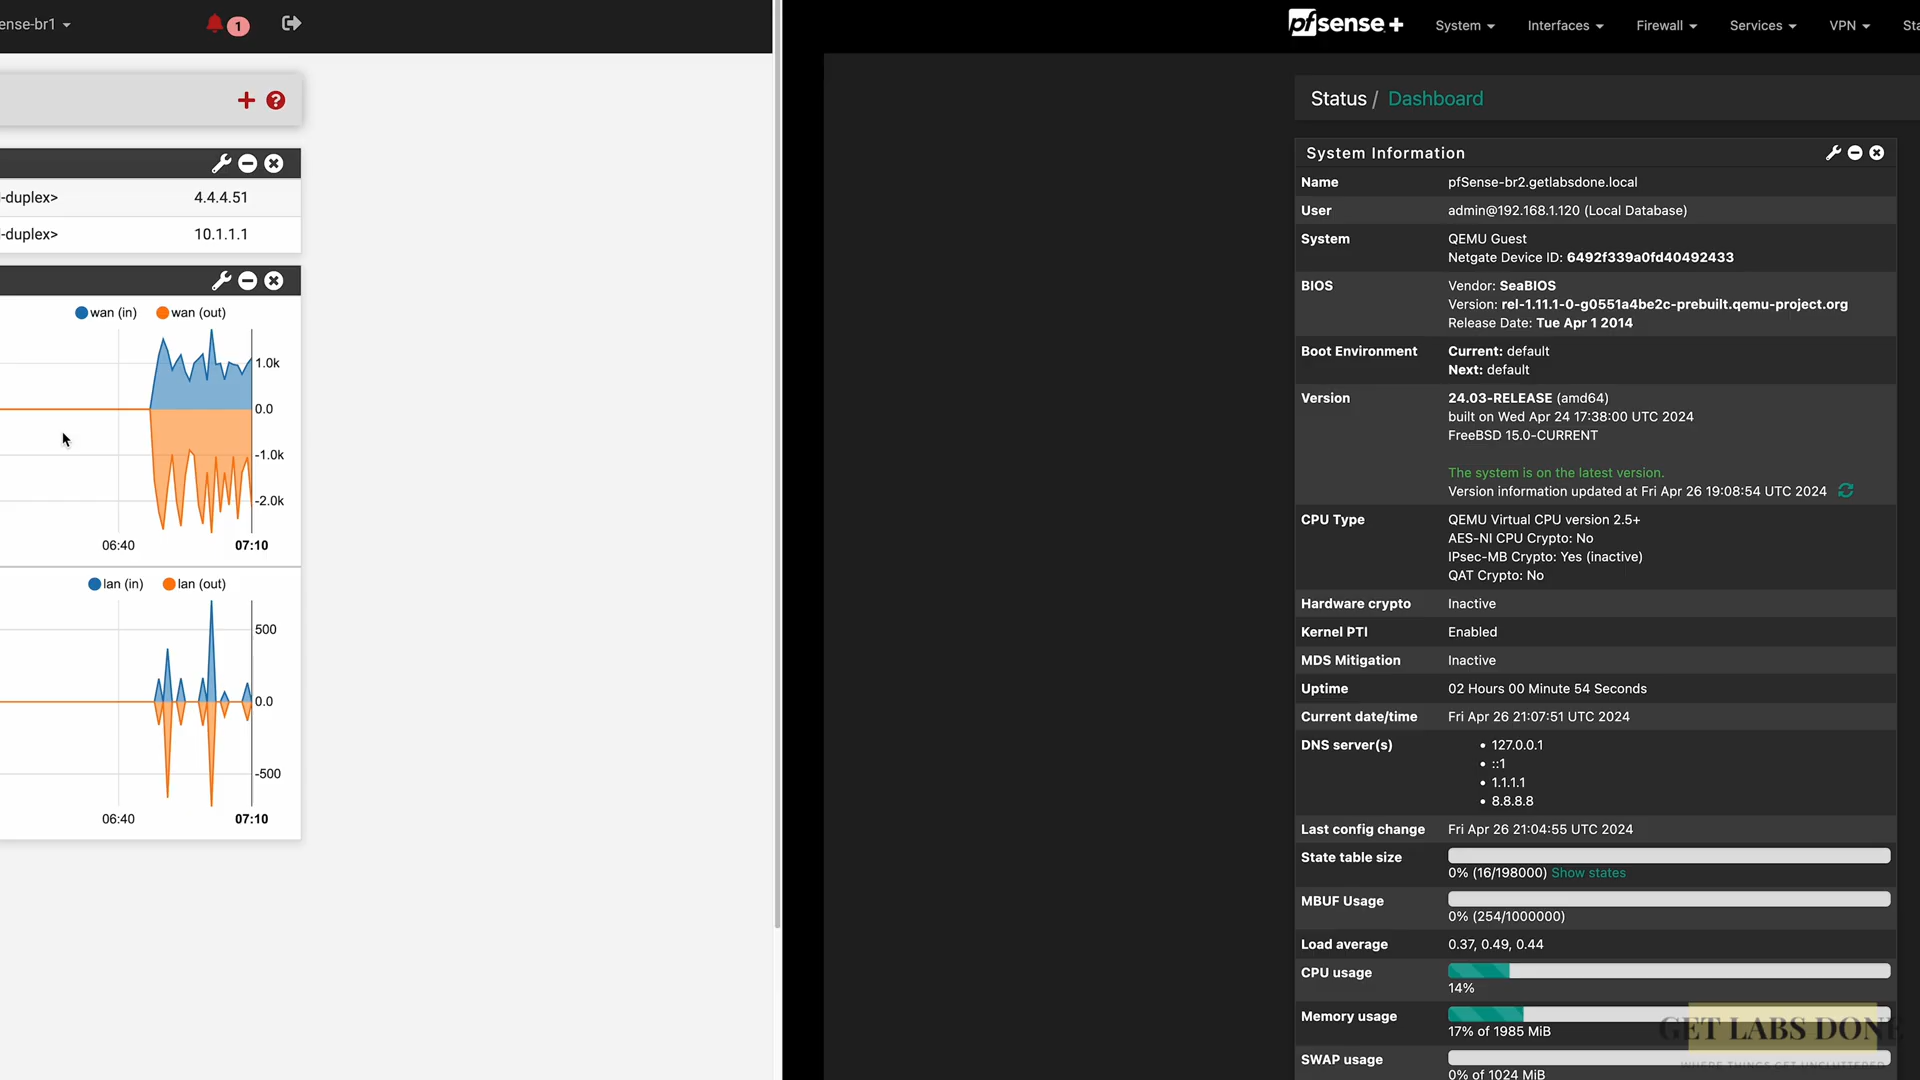 ense-br1
1
-duplex> 4.4.4.51
-duplex> 10.1.1.1
wan (in) wan (out)
1.0k
0.0
-1.0k
-2.0k
06:40 07:10
lan (in) lan (out)
500
0.0
-500
06:40 07:10
pfsense+ System Interfaces Firewall Services VPN Sta
Status / Dashboard
System Information
Name pfSense-br2.getlabsdone.local
User admin@192.168.1.120 (Local Database)
System QEMU Guest
Netgate Device ID: 6492f339a0fd40492433
BIOS Vendor: SeaBIOS
Version: rel-1.11.1-0-g0551a4be2c-prebuilt.qemu-project.org
Release Date: Tue Apr 1 2014
Boot Environment Current: default
Next: default
Version 24.03-RELEASE (amd64)
built on Wed Apr 24 17:38:00 UTC 2024
FreeBSD 15.0-CURRENT
The system is on the latest version.
Version information updated at Fri Apr 26 19:08:54 UTC 2024
CPU Type QEMU Virtual CPU version 2.5+
AES-NI CPU Crypto: No
IPsec-MB Crypto: Yes (inactive)
QAT Crypto: No
Hardware crypto Inactive
Kernel PTI Enabled
MDS Mitigation Inactive
Uptime 02 Hours 00 Minute 54 Seconds
Current date/time Fri Apr 26 21:07:51 UTC 2024
DNS server(s) • 127.0.0.1
• ::1
• 1.1.1.1
• 8.8.8.8
Last config change Fri Apr 26 21:04:55 UTC 2024
State table size
0% (16/198000) Show states
MBUF Usage
0% (254/1000000)
Load average 0.37, 0.49, 0.44
CPU usage
14%
Memory usage
17% of 1985 MiB
SWAP usage
0% of 1024 MiB
GET LABS DONE
WHERE THINGS GET UNCLUTTERED